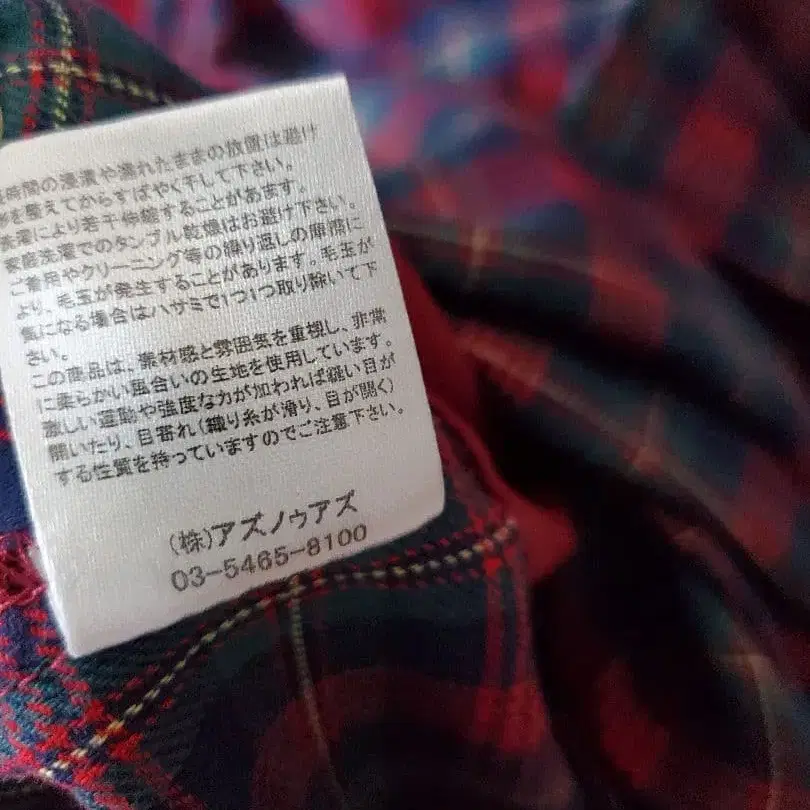 時間の浸漬や濡れたままの放置は避け
を整えてからすばやく干して下さい。
洗濯により若干伸縮することがあます。
家庭洗濯でのタンブル乾燥はお避け下さい。
ご着用やクリーニング等の繰り返しの摩擦に
より、毛玉が発生することがあります。毛玉が
気になる場合はハサミで1つ1つ取り除いて下
さい。
この商品は、素材感と雰囲気を重視し、非常
に柔らかい風合いの生地を使用しています。
激しい運動や強度な力が加われば縫い目が
開いたり、目寄れ(織り糸が滑り、目が開く)
する性質を持っていますのでご注意下さい。
(株)アズノゥアズ
03-5465-8100